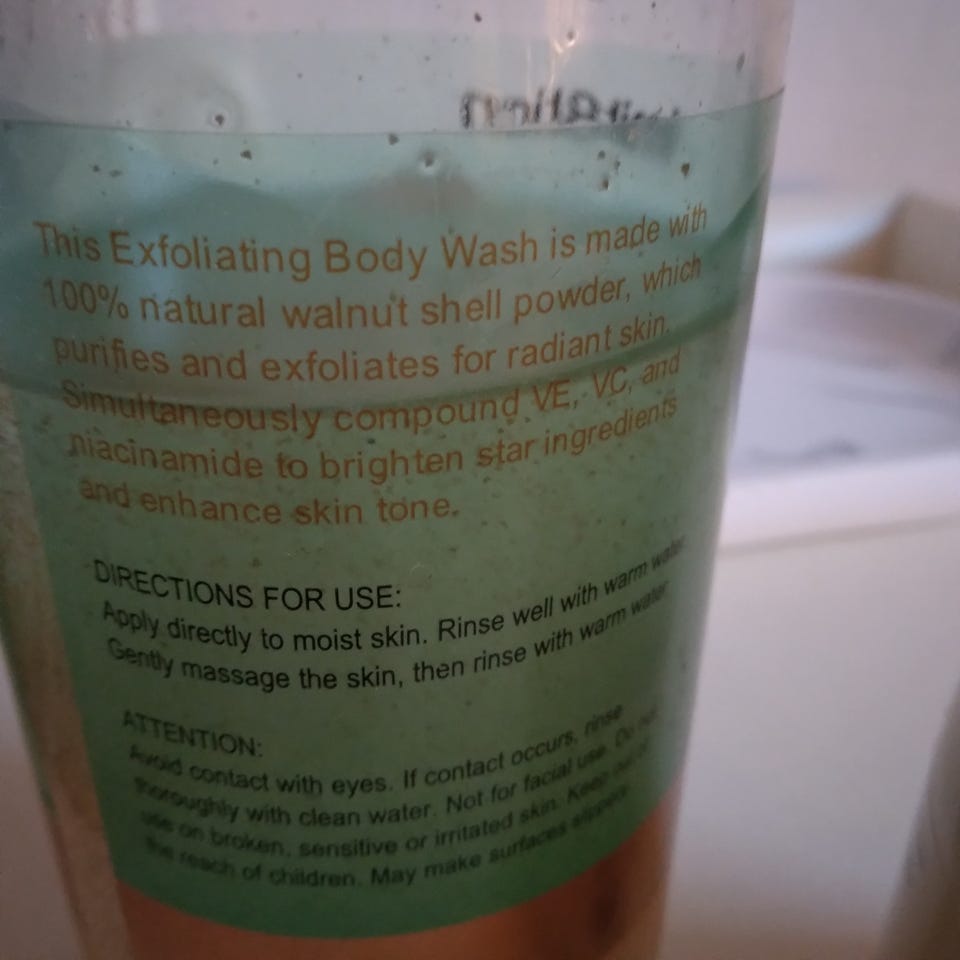 This Exfoliating Body Wash is made with
100% natural walnut shell powder, which
purifies and exfoliates for radiant skin.
Simultaneously compound VE, VC, and
niacinamide to brighten star ingredients
and enhance skin tone.
DIRECTIONS FOR USE:
Apply directly to moist skin. Rinse well with warm water
Gently massage the skin, then rinse with warm water
ATTENTION:
Avoid contact with eyes. If contact occurs, rinse
thoroughly with clean water. Not for facial use. Do not
use on broken, sensitive or irritated skin. Keep out of
the reach of children. May make surfaces slippery